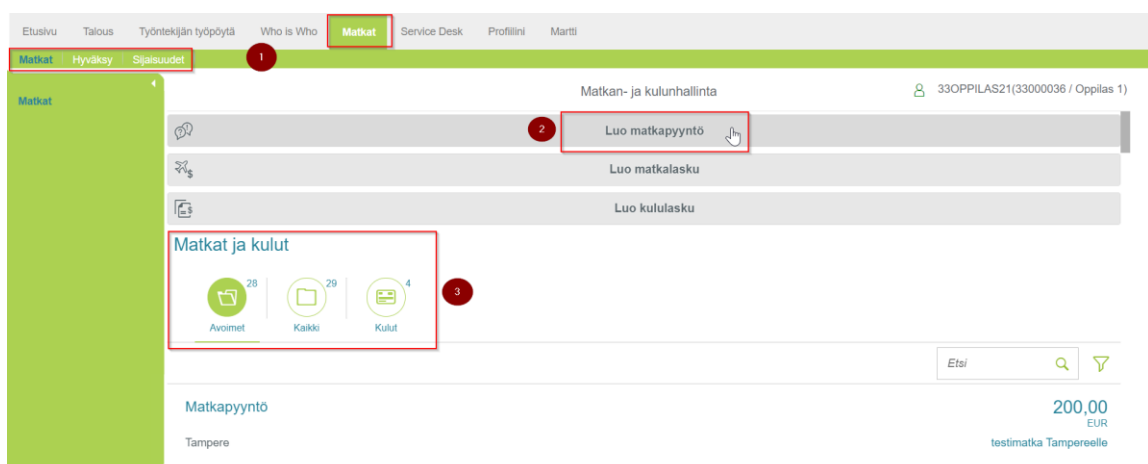 Etusivu Talous Työntekijän työpöytä Who is Who Matkat Service Desk Profiilini Martti
Matkat Hyväksy Sijaisuudet 1
Matkat
Matkan- ja kulunhallinta 33OPPILAS21(33000036 / Oppilas 1)
2 Luo matkapyyntö
Luo matkalasku
Luo kululasku
Matkat ja kulut
28 29 4
3
Avoimet Kaikki Kulut
Etsi
Matkapyyntö 200,00
EUR
Tampere testimatka Tampereelle